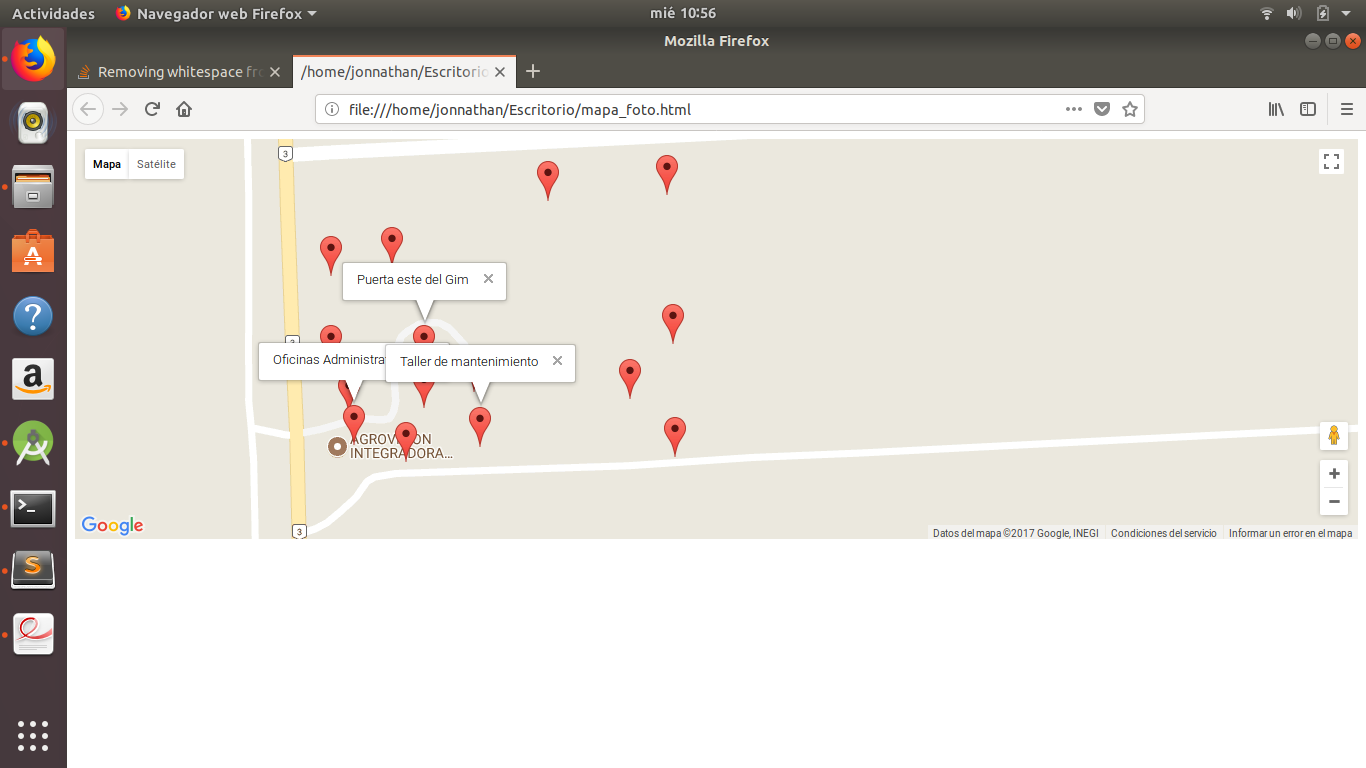 Actividades
Navegador web Firefox
mié 10:56
Mozilla Firefox
Removing whitespace fro
/home/jonnathan/Escritorio
file:///home/jonnathan/Escritorio/mapa_foto.html
Mapa
Satélite
3
Puerta este del Gim
3
Oficinas Administrat
Taller de mantenimiento
AGROVISION
INTEGRADORA...
3
Google
Datos del mapa ©2017 Google, INEGI
Condiciones del servicio
Informar un error en el mapa